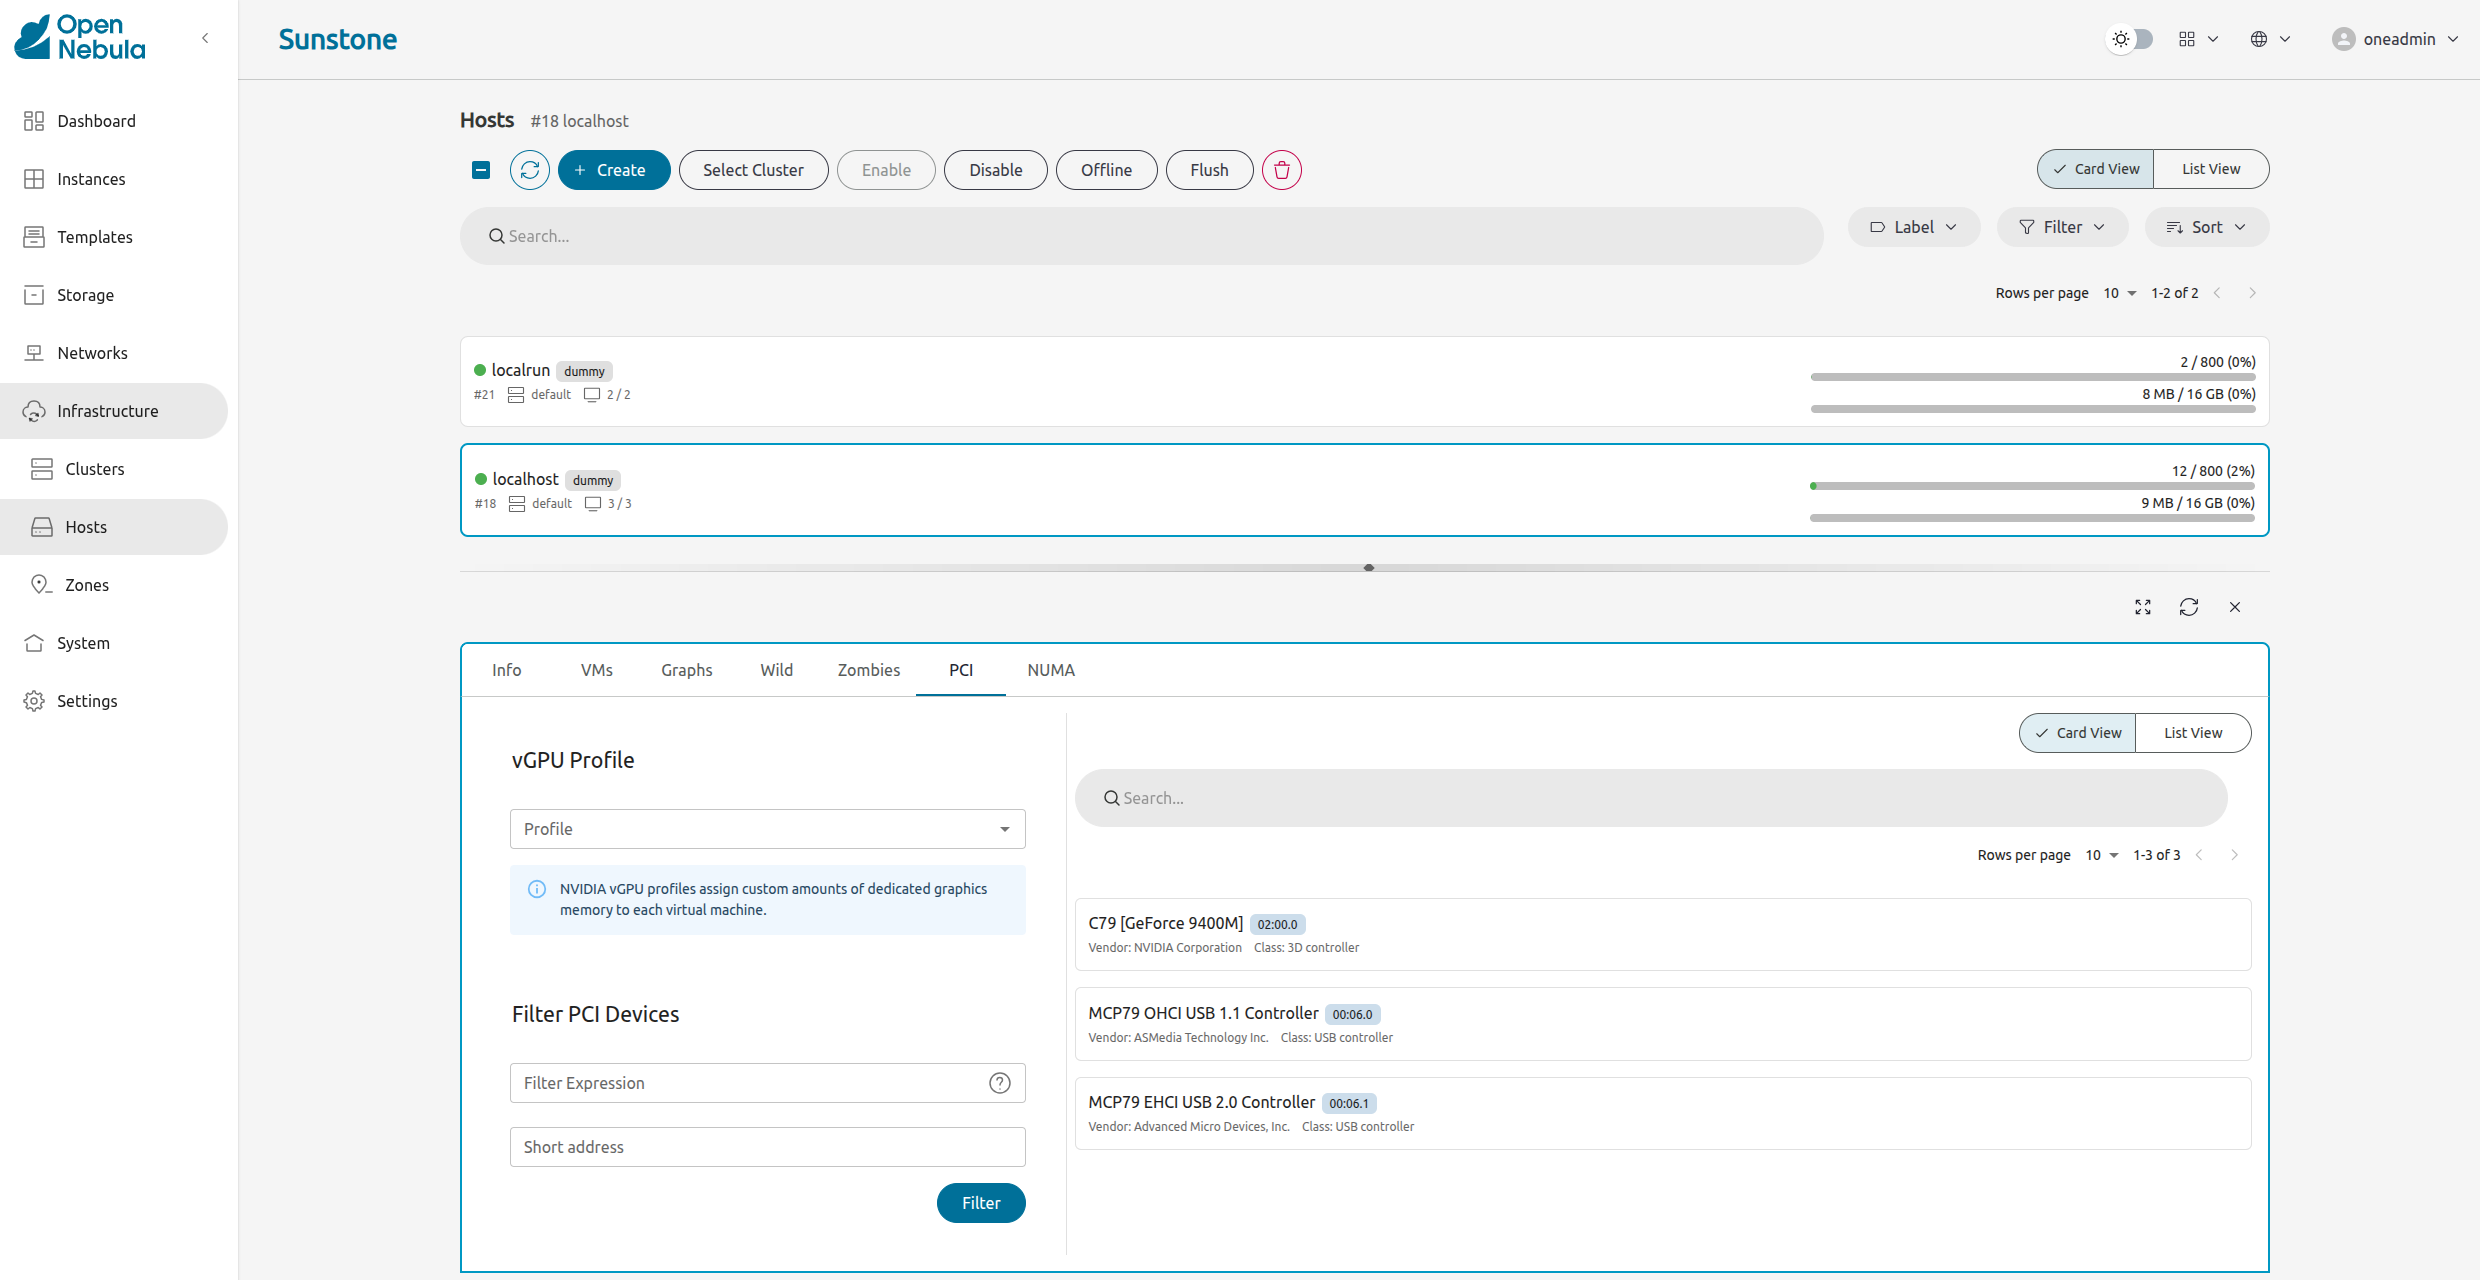 Open
Nebula
Sunstone
oneadmin
Dashboard
Instances
Templates
Storage
Networks
Infrastructure
Clusters
Hosts
Zones
System
Settings
Hosts #18 localhost
Create Select Cluster Enable Disable Offline Flush Card View List View
Search... Label Filter Sort
Rows per page 10 1-2 of 2
localrun dummy 2 / 800 (0%)
#21 default 2 / 2 8 MB / 16 GB (0%)
localhost dummy 12 / 800 (2%)
#18 default 3 / 3 9 MB / 16 GB (0%)
Info VMs Graphs Wild Zombies PCI NUMA
vGPU Profile
Profile
NVIDIA vGPU profiles assign custom amounts of dedicated graphics
memory to each virtual machine.
Filter PCI Devices
Filter Expression
Short address
Filter
Card View List View
Search...
Rows per page 10 1-3 of 3
C79 [GeForce 9400M] 02:00.0
Vendor: NVIDIA Corporation Class: 3D controller
MCP79 OHCI USB 1.1 Controller 00:06.0
Vendor: ASMedia Technology Inc. Class: USB controller
MCP79 EHCI USB 2.0 Controller 00:06.1
Vendor: Advanced Micro Devices, Inc. Class: USB controller